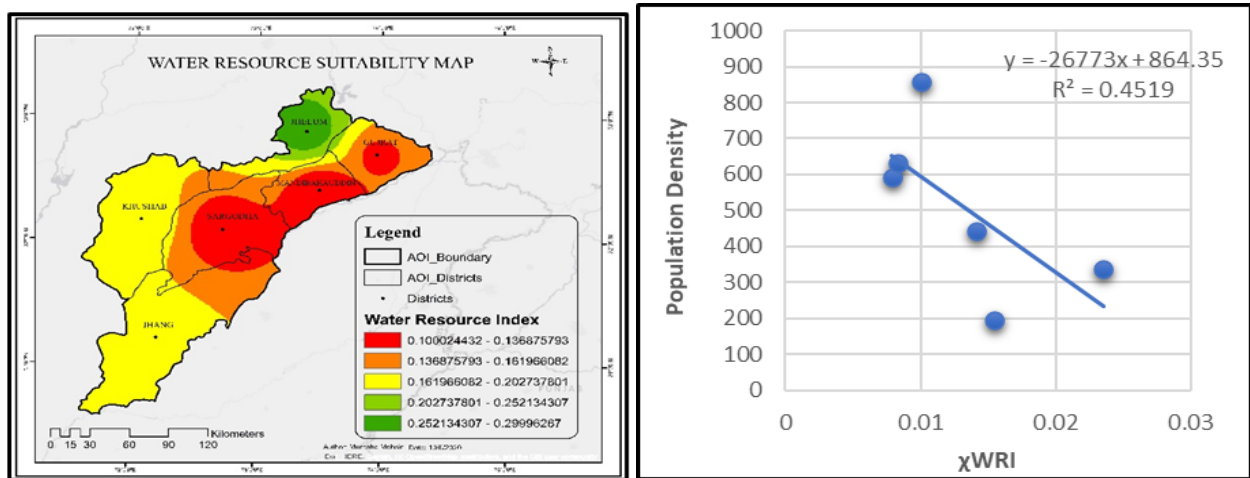 WATER RESOURCE SUITABILITY MAP
JHELUM
GUJRAT
MANDIBAHAUDDIN
KHUSHAB
SARGODHA
JHANG
Legend
AOI_Boundary
AOI_Districts
Districts
Water Resource Index
0.100024432 - 0.136875793
0.136875793 - 0.161966082
0.161966082 - 0.202737801
0.202737801 - 0.252134307
0.252134307 - 0.29996267
Kilometers
0 15 30 60 90 120
y = -26773x + 864.35
R² = 0.4519
Population Density
1000
900
800
700
600
500
400
300
200
100
0
0 0.01 0.02 0.03
χWRI